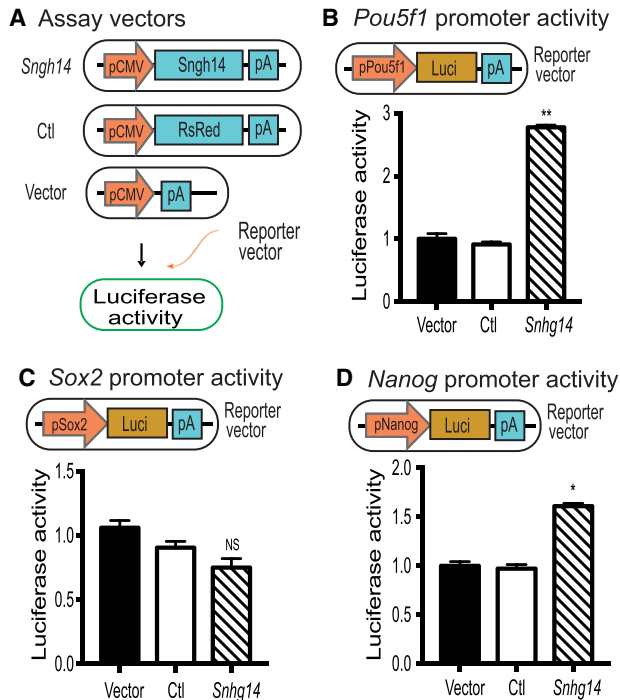 A Assay vectors
Sngh14
pCMV Sngh14 pA
Ctl
pCMV RsRed pA
Vector
pCMV pA
Reporter
vector
Luciferase
activity
B Pou5f1 promoter activity
pPou5f1 Luci pA
Reporter
vector
Luciferase activity
3
2
1
0
**
Vector Ctl Snhg14
C Sox2 promoter activity
pSox2 Luci pA
Reporter
vector
Luciferase activity
1.5
1.0
0.5
0.0
NS
Vector Ctl Snhg14
D Nanog promoter activity
pNanog Luci pA
Reporter
vector
Luciferase activity
2.0
1.5
1.0
0.5
0.0
*
Vector Ctl Snhg14